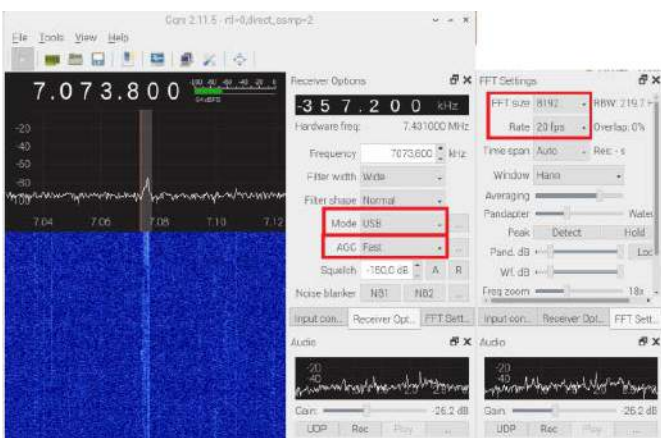 Gqrx 2.11.5 - rtl=0,direct_samp=2
File Tools View Help
7.073.800
-20
-40
-60
-80
-100
7.04 7.06 7.08 7.10 7.12
Receiver Options
-357.200 kHz
Hardware freq: 7.431000 MHz
Frequency 7073,800 kHz
Filter width Wide
Filter shape Normal
Mode USB
AGC Fast
Squelch -150,0 dB A R
Noise blanker NB1 NB2 ...
Input con... Receiver Opt... FFT Sett...
Audio
-20
-40
Gain: -26.2 dB
UDP Rec Play ...
FFT Settings
FFT size 8192 RBW: 219.7 H
Rate 20 fps Overlap: 0%
Time span Auto Res: - s
Window Hann
Averaging
Pandapter Water
Peak Detect Hold
Pand. dB Loc
Wf. dB
Freq zoom 18x
Input con... Receiver Opt... FFT Sett...
Audio
-20
-40
Gain: -26.2 dB
UDP Rec Play ...